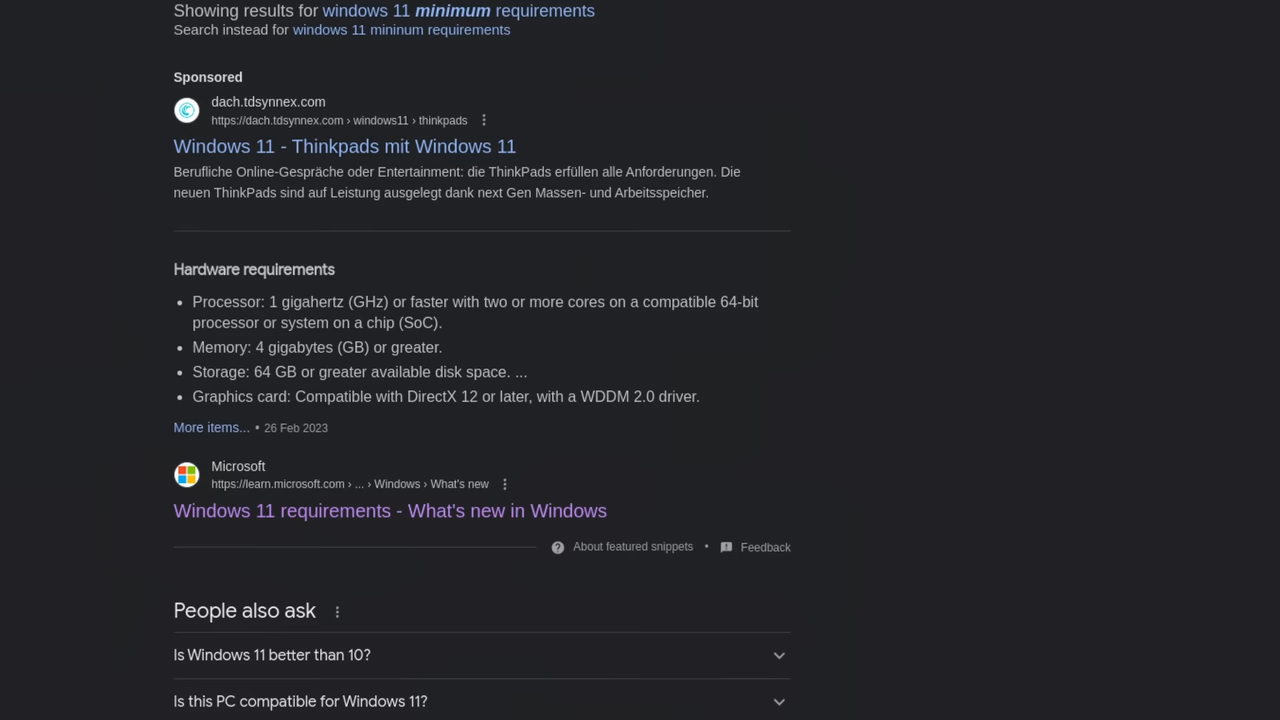 Showing results for windows 11 minimum requirements
Search instead for windows 11 mininum requirements
Sponsored
dach.tdsynnex.com
https://dach.tdsynnex.com › windows11 › thinkpads
Windows 11 - Thinkpads mit Windows 11
Berufliche Online-Gespräche oder Entertainment: die ThinkPads erfüllen alle Anforderungen. Die
neuen ThinkPads sind auf Leistung ausgelegt dank next Gen Massen- und Arbeitsspeicher.
Hardware requirements
• Processor: 1 gigahertz (GHz) or faster with two or more cores on a compatible 64-bit
processor or system on a chip (SoC).
• Memory: 4 gigabytes (GB) or greater.
• Storage: 64 GB or greater available disk space. ...
• Graphics card: Compatible with DirectX 12 or later, with a WDDM 2.0 driver.
More items... • 26 Feb 2023
Microsoft
https://learn.microsoft.com › ... › Windows › What's new
Windows 11 requirements - What's new in Windows
About featured snippets • Feedback
People also ask
Is Windows 11 better than 10?
Is this PC compatible for Windows 11?